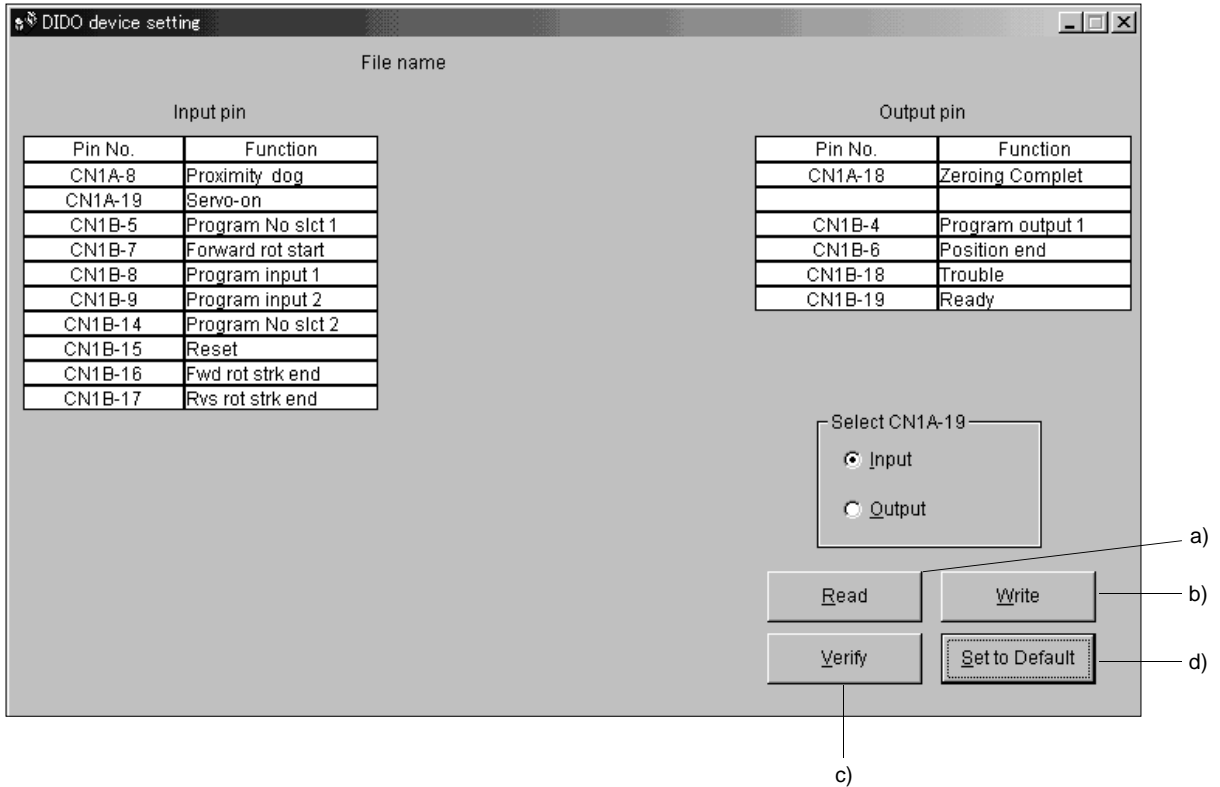 DIDO device setting
File name
Input pin
Pin No. Function
CN1A-8 Proximity dog
CN1A-19 Servo-on
CN1B-5 Program No slct 1
CN1B-7 Forward rot start
CN1B-8 Program input 1
CN1B-9 Program input 2
CN1B-14 Program No slct 2
CN1B-15 Reset
CN1B-16 Fwd rot strk end
CN1B-17 Rvs rot strk end
Output pin
Pin No. Function
CN1A-18 Zeroing Complet
CN1B-4 Program output 1
CN1B-6 Position end
CN1B-18 Trouble
CN1B-19 Ready
Select CN1A-19
Input
Output
a)
Read Write b)
Verify Set to Default d)
c)